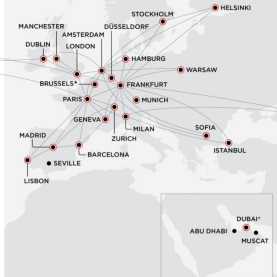 HELSINKI
STOCKHOLM
MANCHESTER
DÜSSELDORF
AMSTERDAM
DUBLIN
LONDON
HAMBURG
WARSAW
BRUSSELS*
FRANKFURT
PARIS
MUNICH
GENEVA
MILAN
ZURICH
SOFIA
MADRID
ISTANBUL
BARCELONA
SEVILLE
LISBON
DUBAI*
ABU DHABI
MUSCAT